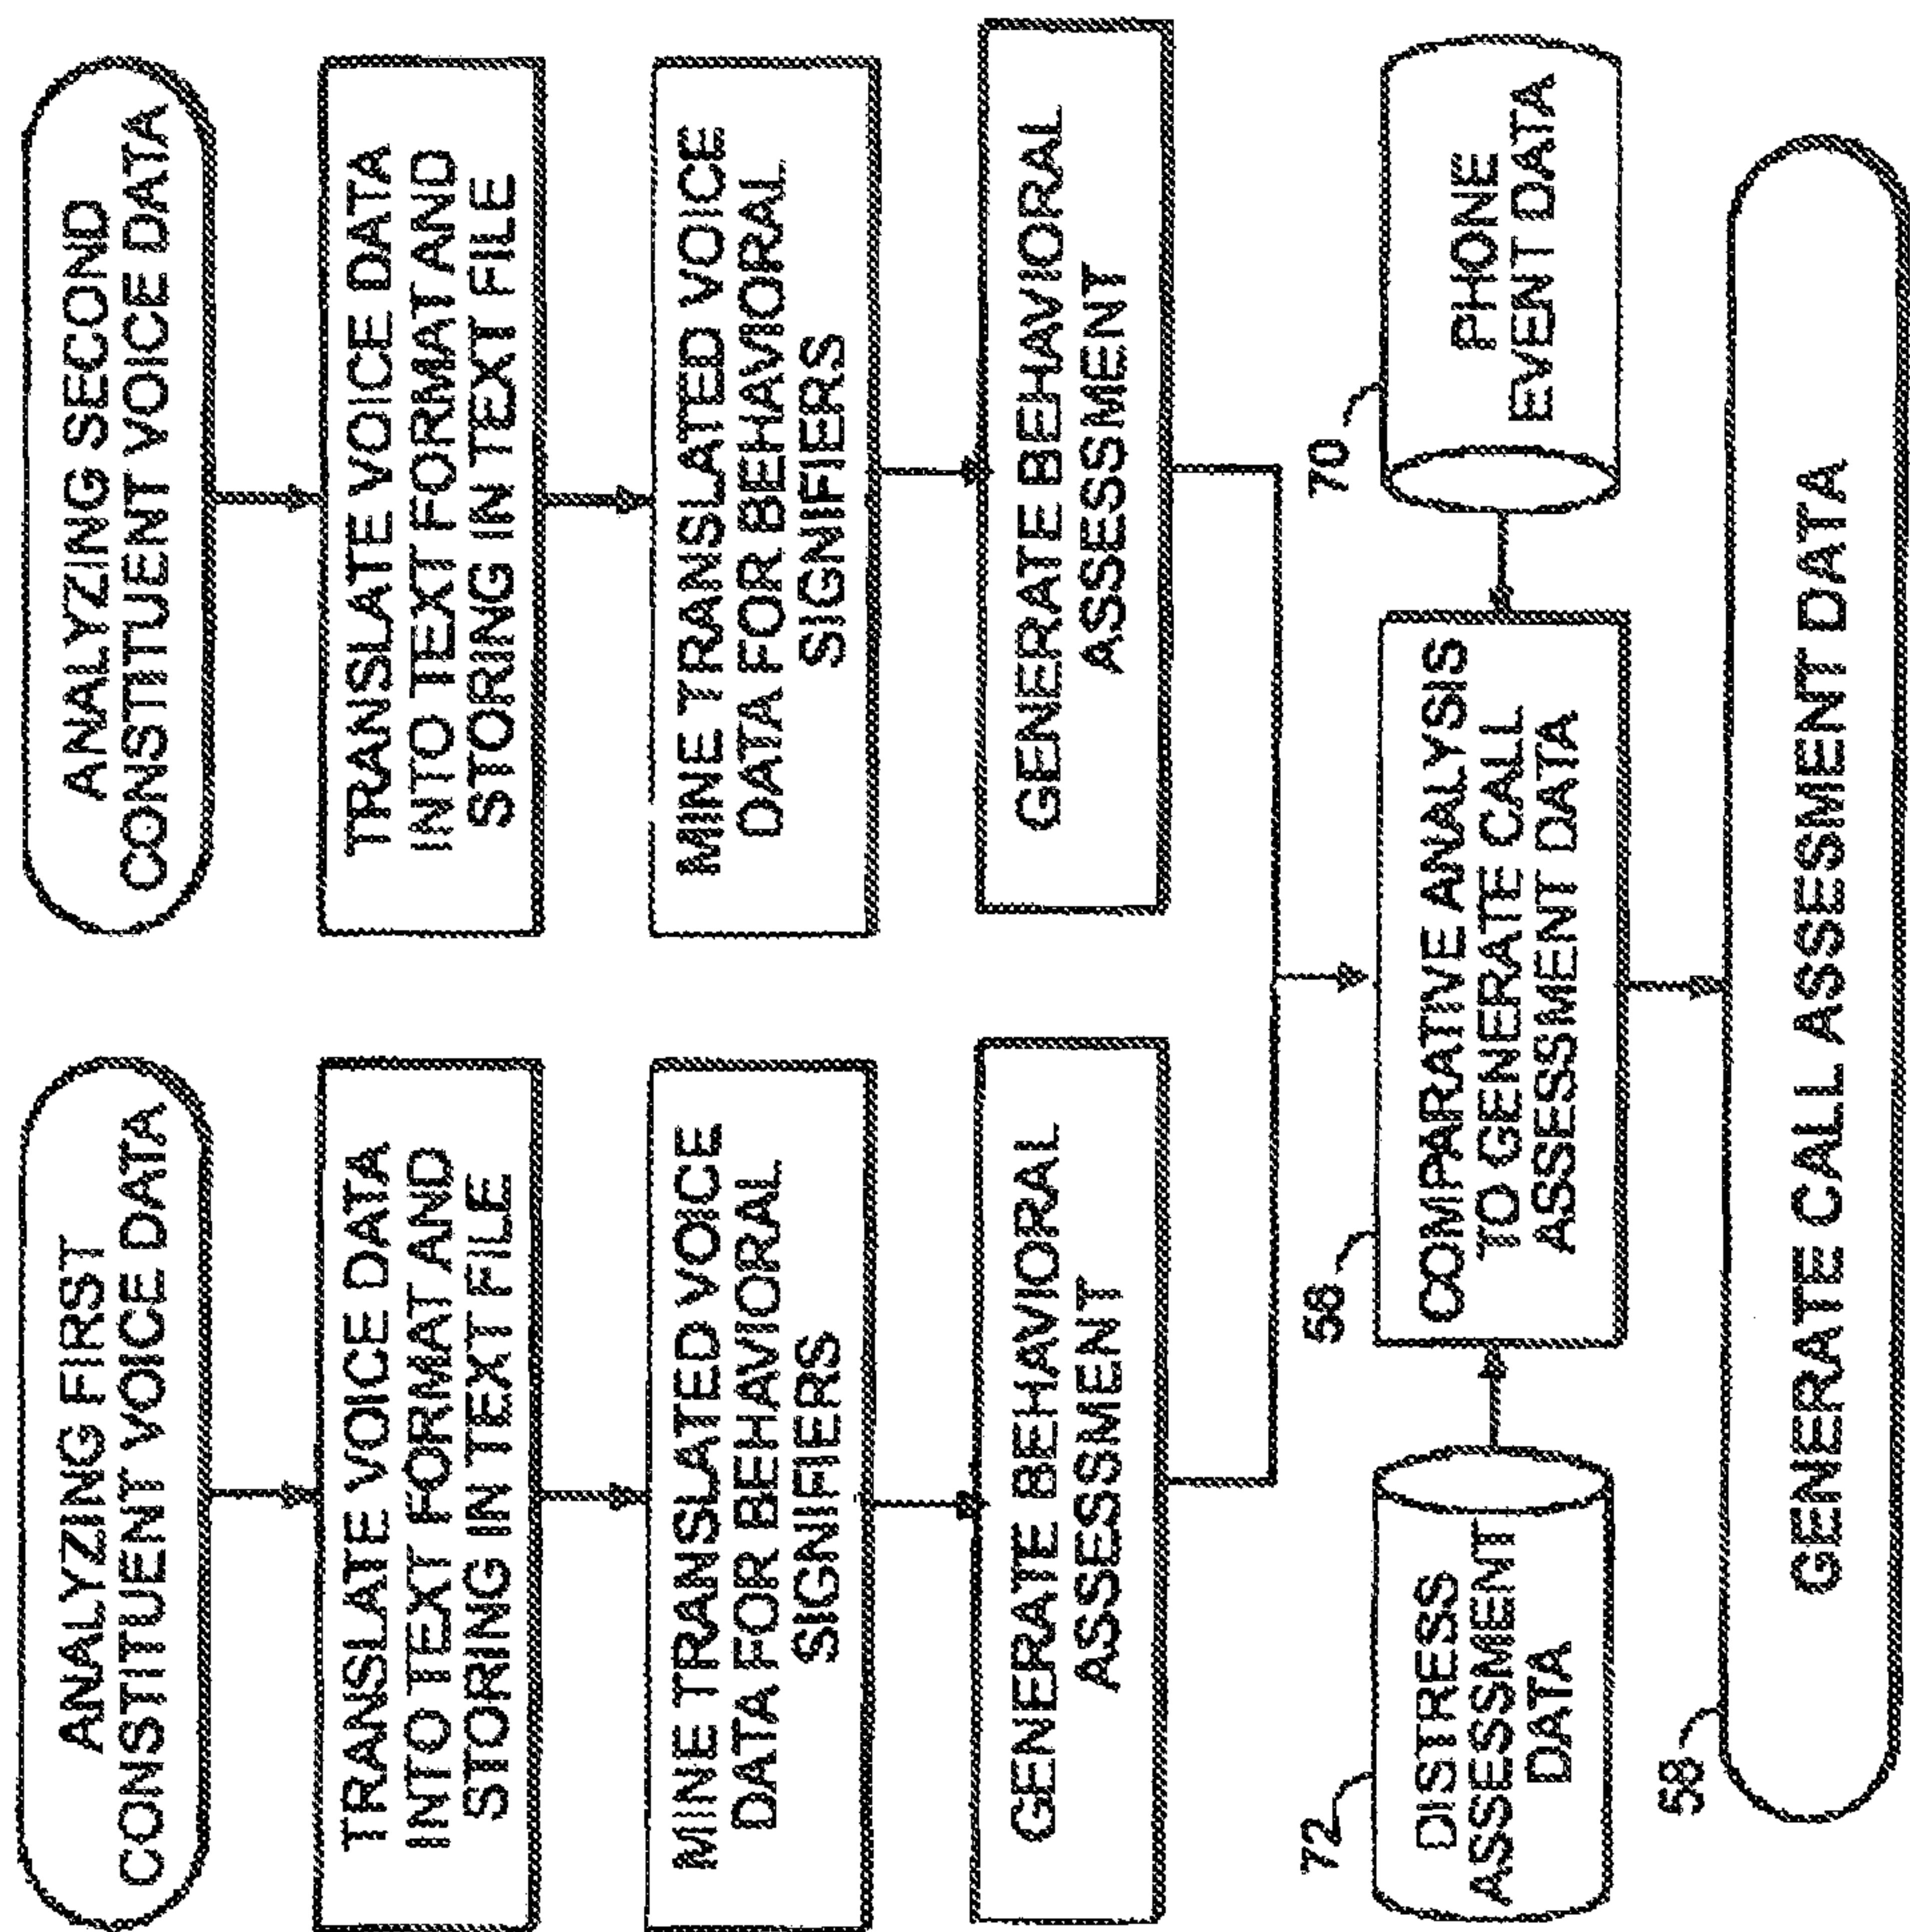 ANALYZING FIRST
CONSTITUENT VOICE DATA
TRANSLATE VOICE DATA
INTO TEXT FORMAT AND
STORING IN TEXT FILE
MINE TRANSLATED VOICE
DATA FOR BEHAVIORAL
SIGNIFIERS
GENERATE BEHAVIORAL
ASSESSMENT
ANALYZING SECOND
CONSTITUENT VOICE DATA
TRANSLATE VOICE DATA
INTO TEXT FORMAT AND
STORING IN TEXT FILE
MINE TRANSLATED VOICE
DATA FOR BEHAVIORAL
SIGNIFIERS
GENERATE BEHAVIORAL
ASSESSMENT
72
DISTRESS
ASSESSMENT
DATA
58
COMPARATIVE ANALYSIS
TO GENERATE CALL
ASSESSMENT DATA
70
PHONE
EVENT DATA
58
GENERATE CALL ASSESSMENT DATA